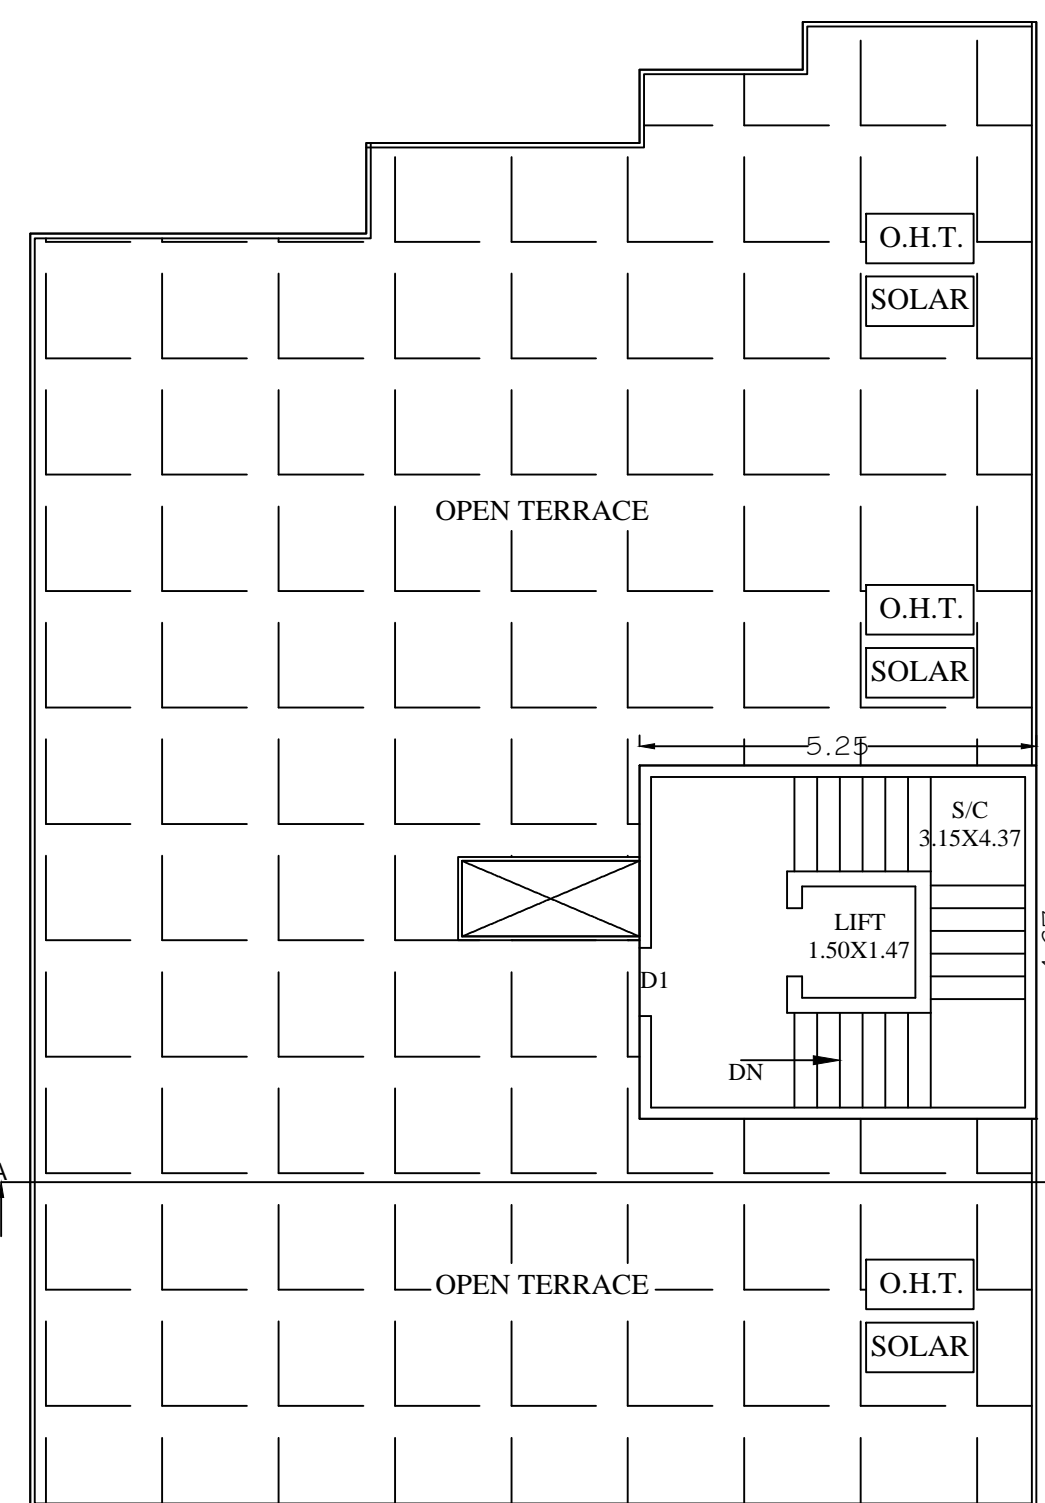 O.H.T.
SOLAR
OPEN TERRACE
O.H.T.
SOLAR
5.25
S/C
3.15X4.37
LIFT
1.50X1.47
D1
DN
A
OPEN TERRACE
O.H.T.
SOLAR